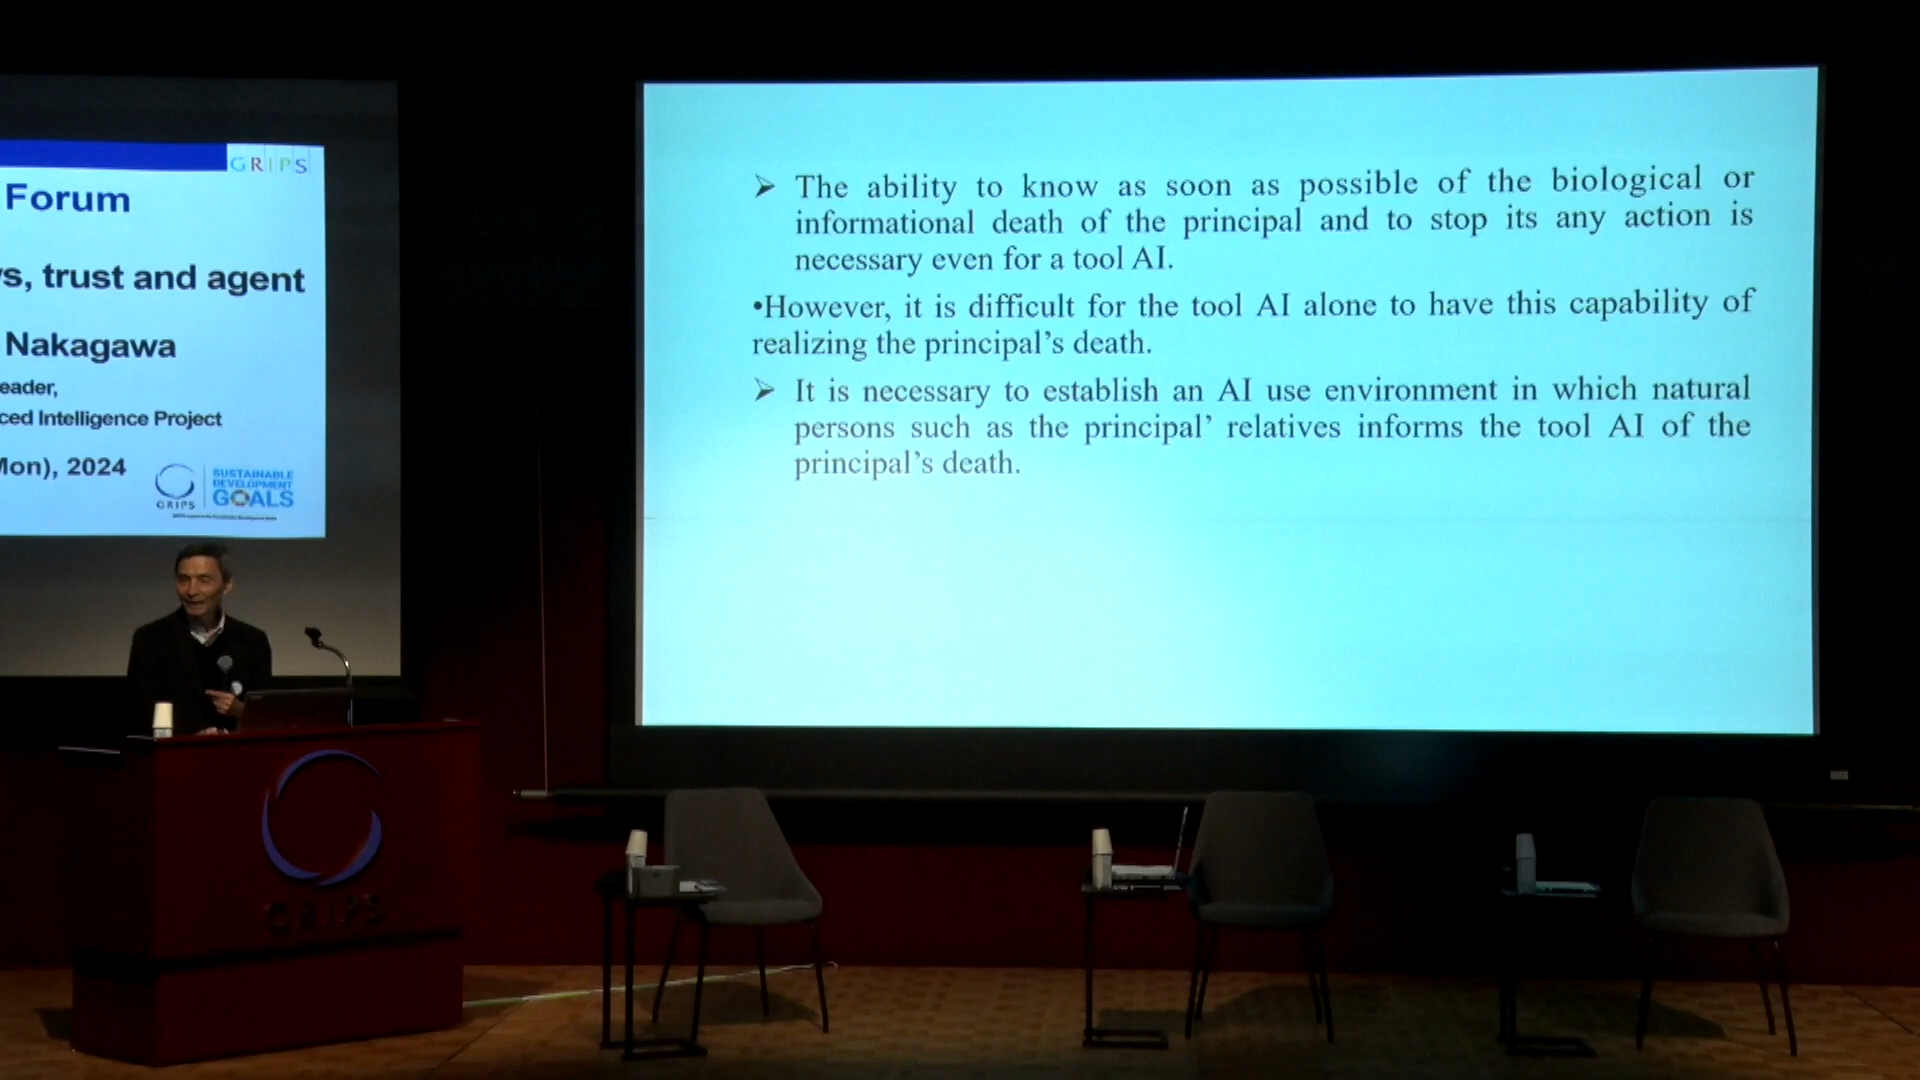 GRIPS
Forum
s, trust and agent
Nakagawa
eader,
ced Intelligence Project
on), 2024
GRIPS
SUSTAINABLE
DEVELOPMENT
GOALS
➢ The ability to know as soon as possible of the biological or
informational death of the principal and to stop its any action is
necessary even for a tool AI.
•However, it is difficult for the tool AI alone to have this capability of
realizing the principal's death.
➢ It is necessary to establish an AI use environment in which natural
persons such as the principal' relatives informs the tool AI of the
principal's death.
GRIPS